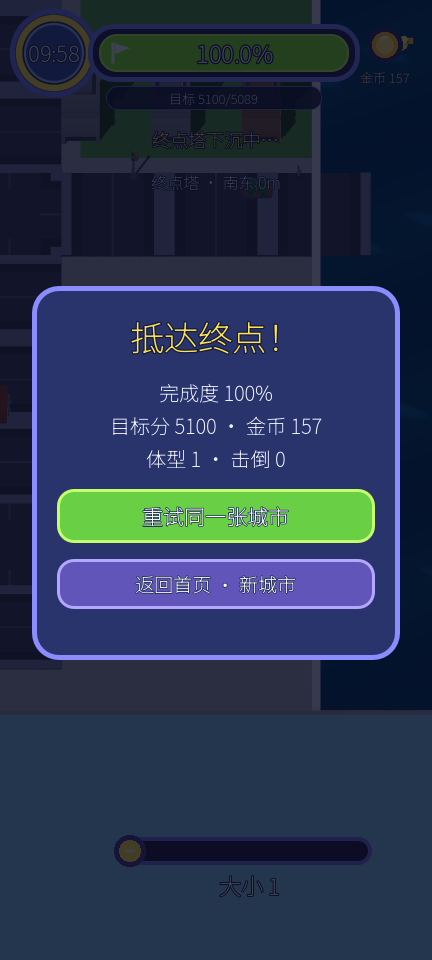 09:58
100.0%
金币 157
目标 5100/5089
终点塔下沉中…
终点塔 · 南东 0m
抵达终点！
完成度 100%
目标分 5100 · 金币 157
体型 1 · 击倒 0
重试同一张城市
返回首页 · 新城市
大小 1